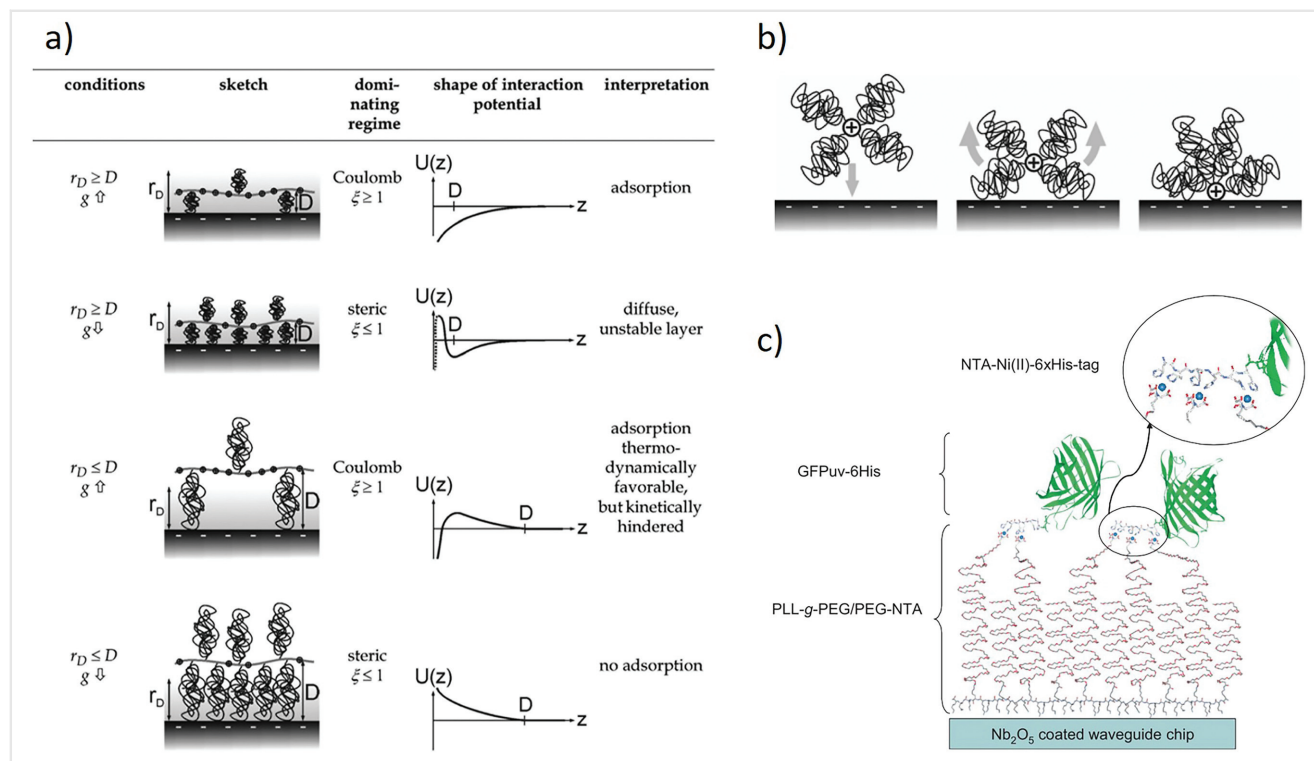 a)
conditions
sketch
domi-
nating
regime
shape of interaction
potential
interpretation
r_D ≥ D
g ⇧
r_D
D
Coulomb
ξ ≥ 1
U(z)
D
z
adsorption
r_D ≥ D
g ⇩
r_D
D
steric
ξ ≤ 1
U(z)
D
z
diffuse,
unstable layer
r_D ≤ D
g ⇧
r_D
D
Coulomb
ξ ≥ 1
U(z)
D
z
adsorption
thermo-
dynamically
favorable,
but kinetically
hindered
r_D ≤ D
g ⇩
r_D
D
steric
ξ ≤ 1
U(z)
D
z
no adsorption
b)
c)
NTA-Ni(II)-6xHis-tag
GFPuv-6His
PLL-g-PEG/PEG-NTA
Nb₂O₅ coated waveguide chip